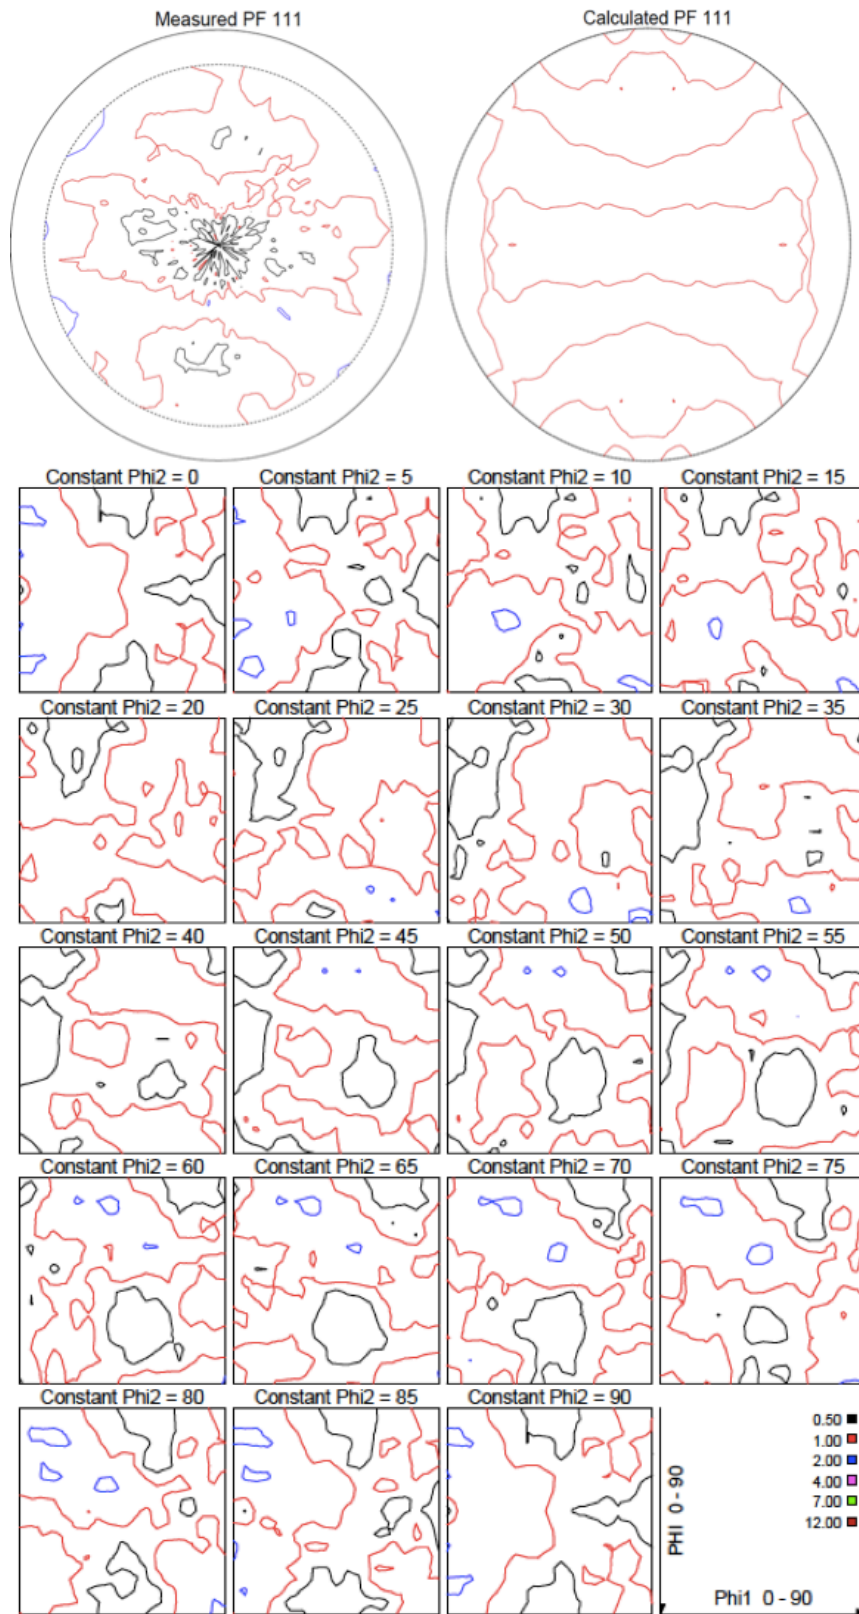 Measured PF 111
Calculated PF 111
Constant Phi2 = 0
Constant Phi2 = 5
Constant Phi2 = 10
Constant Phi2 = 15
Constant Phi2 = 20
Constant Phi2 = 25
Constant Phi2 = 30
Constant Phi2 = 35
Constant Phi2 = 40
Constant Phi2 = 45
Constant Phi2 = 50
Constant Phi2 = 55
Constant Phi2 = 60
Constant Phi2 = 65
Constant Phi2 = 70
Constant Phi2 = 75
Constant Phi2 = 80
Constant Phi2 = 85
Constant Phi2 = 90
0.50
1.00
2.00
4.00
7.00
12.00
PHI 0 - 90
Phi1 0 - 90